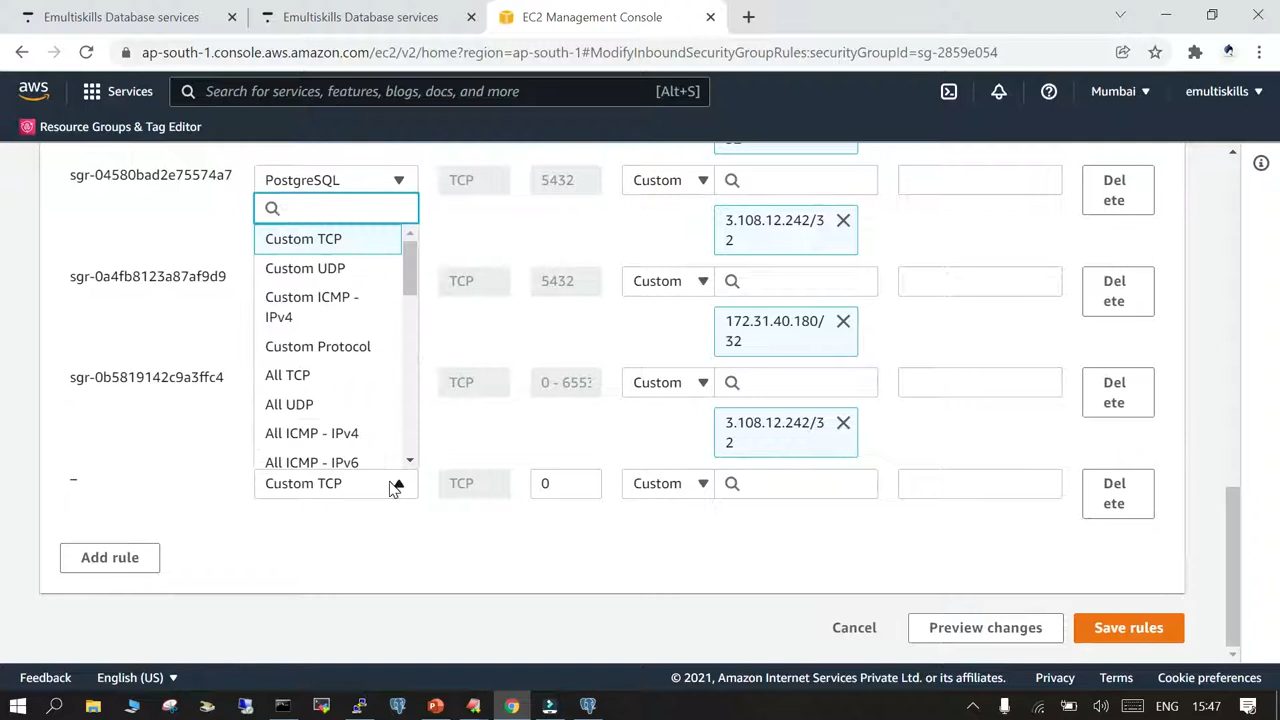 Emultiskills Database services
Emultiskills Database services
EC2 Management Console
ap-south-1.console.aws.amazon.com/ec2/v2/home?region=ap-south-1#ModifyInboundSecurityGroupRules:securityGroupId=sg-2859e054
aws
Services
Search for services, features, blogs, docs, and more
[Alt+S]
Mumbai
emultiskills
Resource Groups & Tag Editor
sgr-04580bad2e75574a7
PostgreSQL
TCP
5432
Custom
Del
ete
3.108.12.242/3
2
Custom TCP
Custom UDP
Custom ICMP -
IPv4
Custom Protocol
All TCP
All UDP
All ICMP - IPv4
All ICMP - IPv6
sgr-0a4fb8123a87af9d9
TCP
5432
Custom
Del
ete
172.31.40.180/
32
sgr-0b5819142c9a3ffc4
TCP
Custom
Del
ete
3.108.12.242/3
2
–
Custom TCP
TCP
0
Custom
Del
ete
Add rule
Cancel
Preview changes
Save rules
Feedback
English (US)
© 2021, Amazon Internet Services Private Ltd. or its affiliates.
Privacy
Terms
Cookie preferences
ENG
15:47